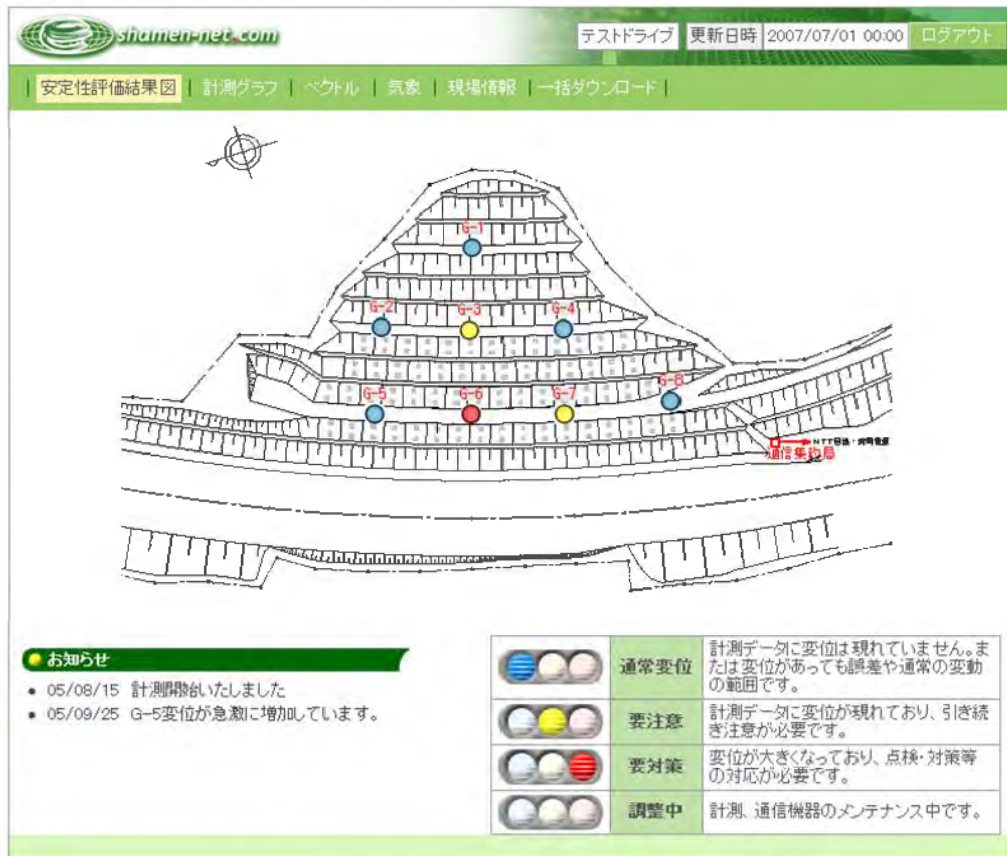 shamen-net.com
テストドライブ 更新日時 2007/07/01 00:00 ログアウト
| 安定性評価結果図 | 計測グラフ | ベクトル | 気象 | 現場情報 | 一括ダウンロード |
G-1
G-2 G-3 G-4
G-5 G-6 G-7 G-8
通信集約局
お知らせ
• 05/08/15 計測開始いたしました
• 05/09/25 G-5変位が急激に増加しています。
通常変位
計測データに変位は現れていません。ま
たは変位があっても誤差や通常の変動
の範囲です。
要注意
計測データに変位が現れており、引き続
き注意が必要です。
要対策
変位が大きくなっており、点検・対策等
の対応が必要です。
調整中
計測、通信機器のメンテナンス中です。